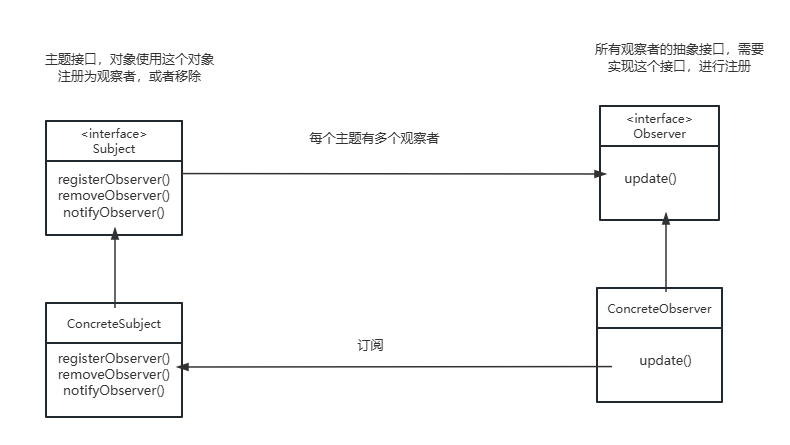 主题接口，对象使用这个对象
注册为观察者，或者移除
所有观察者的抽象接口，需要
实现这个接口，进行注册
<interface>
Subject
registerObserver()
removeObserver()
notifyObserver()
每个主题有多个观察者
<interface>
Observer
update()
ConcreteSubject
registerObserver()
removeObserver()
notifyObserver()
订阅
ConcreteObserver
update()